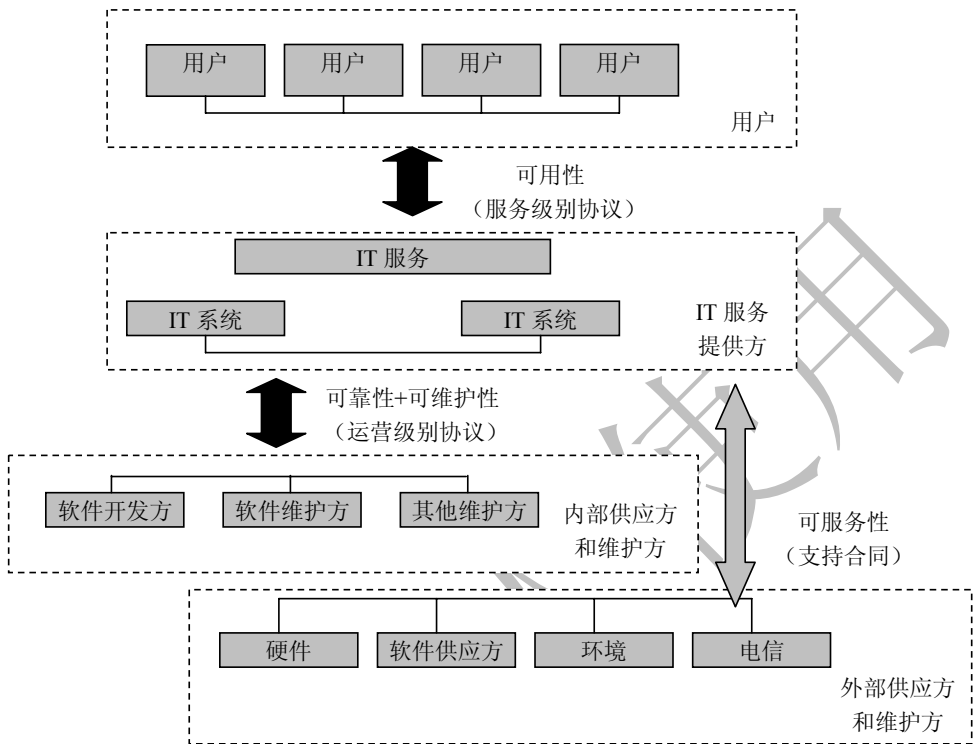 用户
用户
用户
用户
用户
可用性
（服务级别协议）
IT 服务
IT 系统
IT 系统
IT 服务
提供方
可靠性+可维护性
（运营级别协议）
软件开发方
软件维护方
其他维护方
内部供应方
和维护方
可服务性
（支持合同）
硬件
软件供应方
环境
电信
外部供应方
和维护方
使用